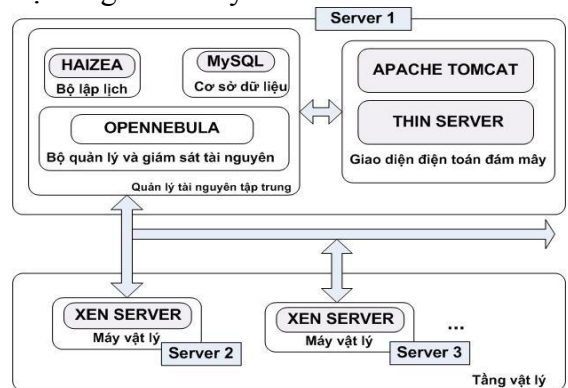 Server 1
HAIZEA
Bộ lập lịch
MySQL
Cơ sở dữ liệu
OPENNEBULA
Bộ quản lý và giám sát tài nguyên
Quản lý tài nguyên tập trung
APACHE TOMCAT
THIN SERVER
Giao diện điện toán đám mây
XEN SERVER
Máy vật lý
Server 2
XEN SERVER
Máy vật lý
Server 3
...
Tầng vật lý